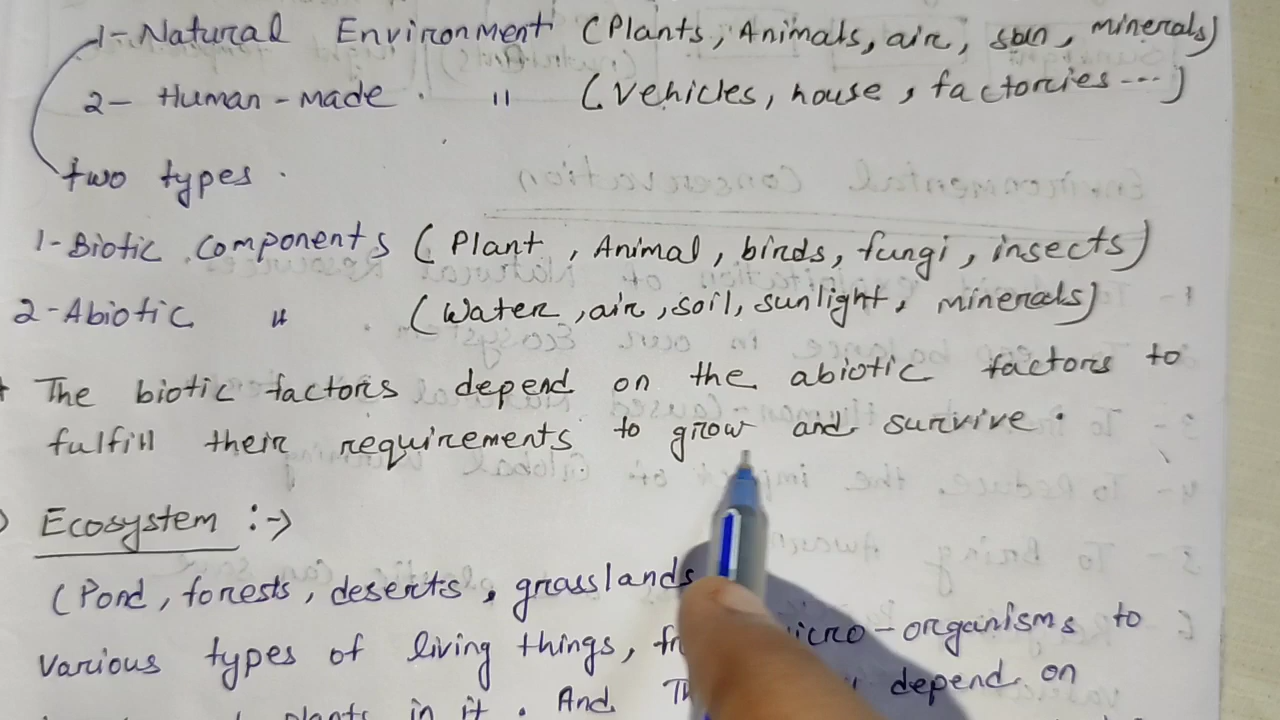 1- Natural Environment (Plants, Animals, air, sun, minerals)
2- Human-made " (vehicles, house, factories ---)
two types.
1-Biotic components (Plant, Animal, birds, fungi, insects)
2-Abiotic " (Water, air, soil, sunlight, minerals)
The biotic factors depend on the abiotic factors to
fulfill their requirements to grow and survive.
Ecosystem :->
(Pond, forests, deserts, grasslands
various types of living things, micro-organisms to
plants in it. And depend on